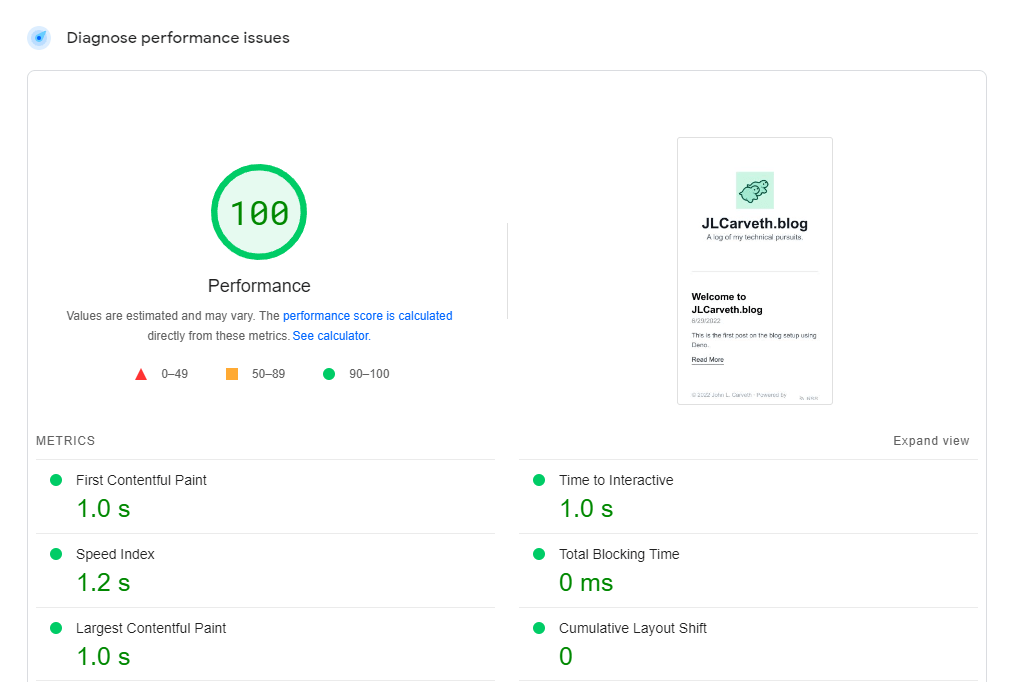 Diagnose performance issues
100
Performance
Values are estimated and may vary. The performance score is calculated
directly from these metrics. See calculator.
0–49
50–89
90–100
JLCarveth.blog
A log of my technical pursuits.
Welcome to
JLCarveth.blog
6/29/2022
This is the first post on the blog setup using
Deno.
Read More
© 2022 John L. Carveth · Powered by
METRICS
Expand view
First Contentful Paint
1.0 s
Time to Interactive
1.0 s
Speed Index
1.2 s
Total Blocking Time
0 ms
Largest Contentful Paint
1.0 s
Cumulative Layout Shift
0